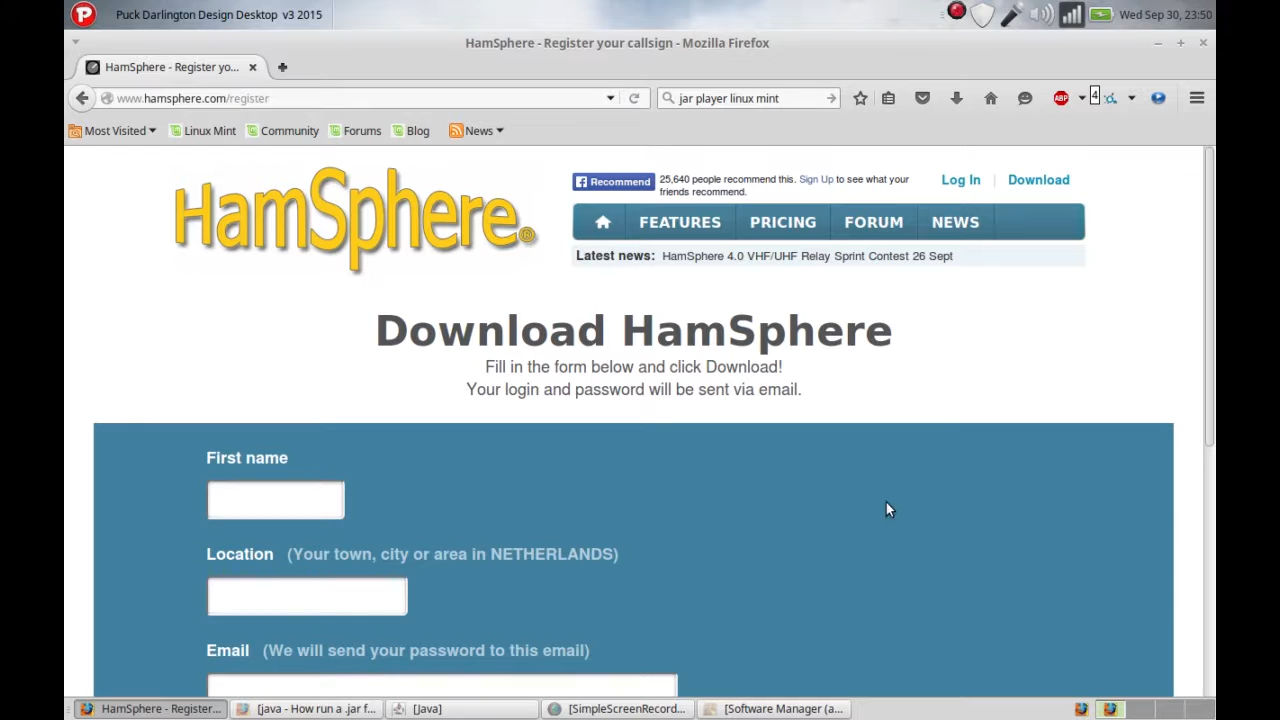 Puck Darlington Design Desktop v3 2015
Wed Sep 30, 23:50
HamSphere - Register your callsign - Mozilla Firefox
HamSphere - Register yo...
www.hamsphere.com/register
jar player linux mint
ABP
4
Most Visited
Linux Mint
Community
Forums
Blog
News
HamSphere®
Recommend
25,640 people recommend this. Sign Up to see what your
friends recommend.
Log In
Download
FEATURES
PRICING
FORUM
NEWS
Latest news: HamSphere 4.0 VHF/UHF Relay Sprint Contest 26 Sept
Download HamSphere
Fill in the form below and click Download!
Your login and password will be sent via email.
First name
Location (Your town, city or area in NETHERLANDS)
Email (We will send your password to this email)
HamSphere - Register...
[java - How run a .jar f...
[Java]
[SimpleScreenRecord...
[Software Manager (a...